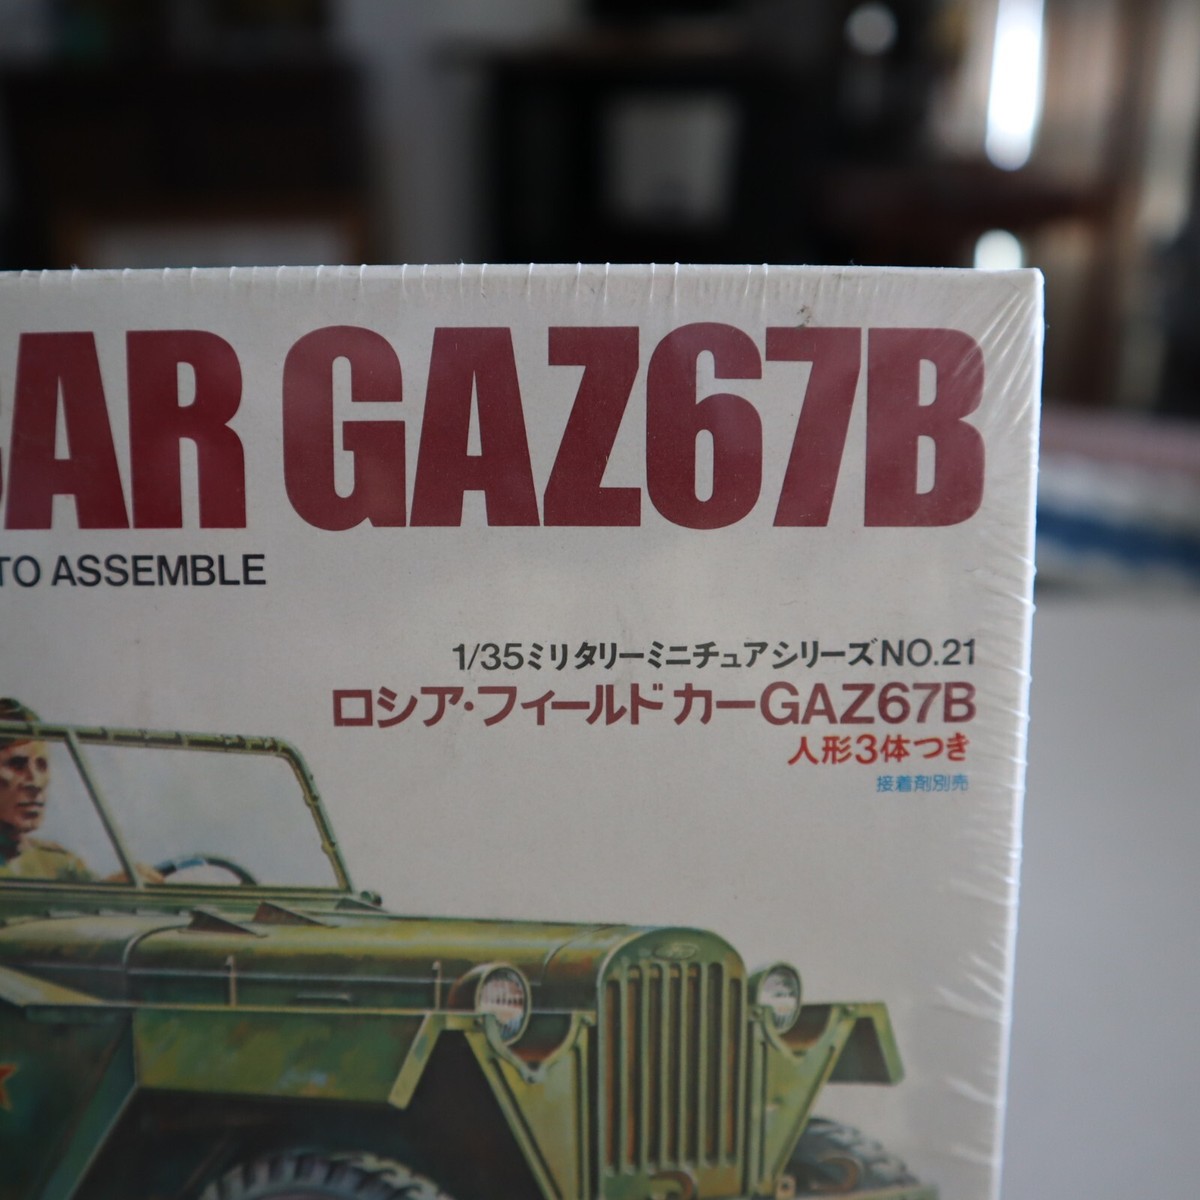 CAR GAZ67B
TO ASSEMBLE
1/35ミリタリーミニチュアシリーズNO.21
ロシア・フィールドカーGAZ67B
人形3体つき
接着剤別売